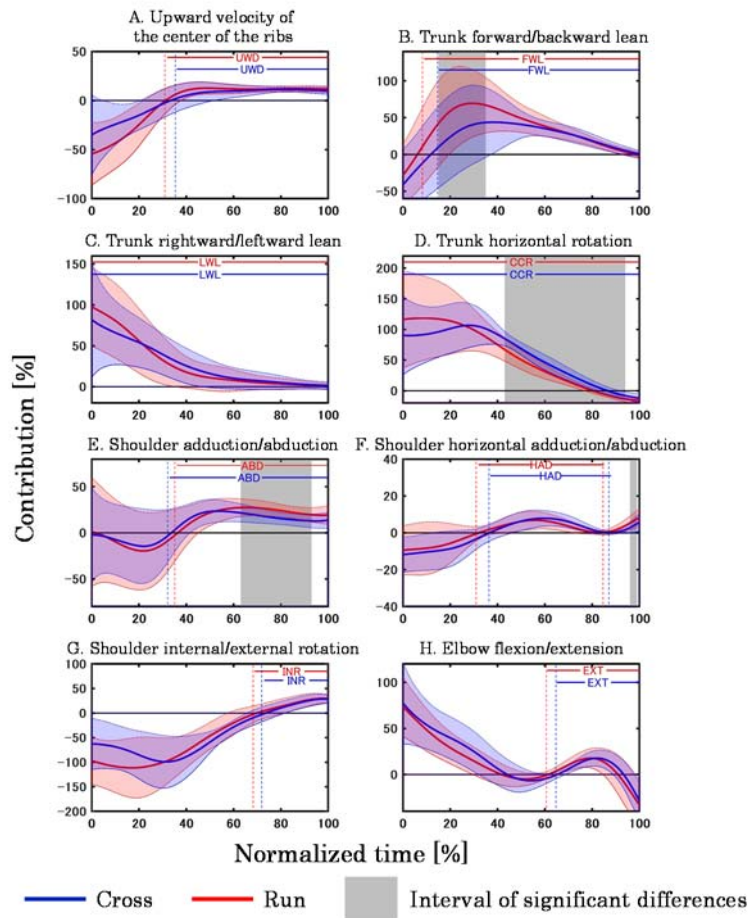 A. Upward velocity of
the center of the ribs
UWD
UWD
50
0
-50
-100
0 20 40 60 80 100
B. Trunk forward/backward lean
FWL
FWL
100
50
0
-50
0 20 40 60 80 100
C. Trunk rightward/leftward lean
LWL
LWL
150
100
50
0
0 20 40 60 80 100
D. Trunk horizontal rotation
CCR
CCR
200
150
100
50
0
0 20 40 60 80 100
E. Shoulder adduction/abduction
ABD
ABD
50
0
-50
0 20 40 60 80 100
F. Shoulder horizontal adduction/abduction
HAD
HAD
40
20
0
-20
-40
0 20 40 60 80 100
G. Shoulder internal/external rotation
INR
INR
100
50
0
-50
-100
-150
-200
0 20 40 60 80 100
H. Elbow flexion/extension
EXT
EXT
100
50
0
0 20 40 60 80 100
Contribution [%]
Normalized time [%]
Cross Run Interval of significant differences